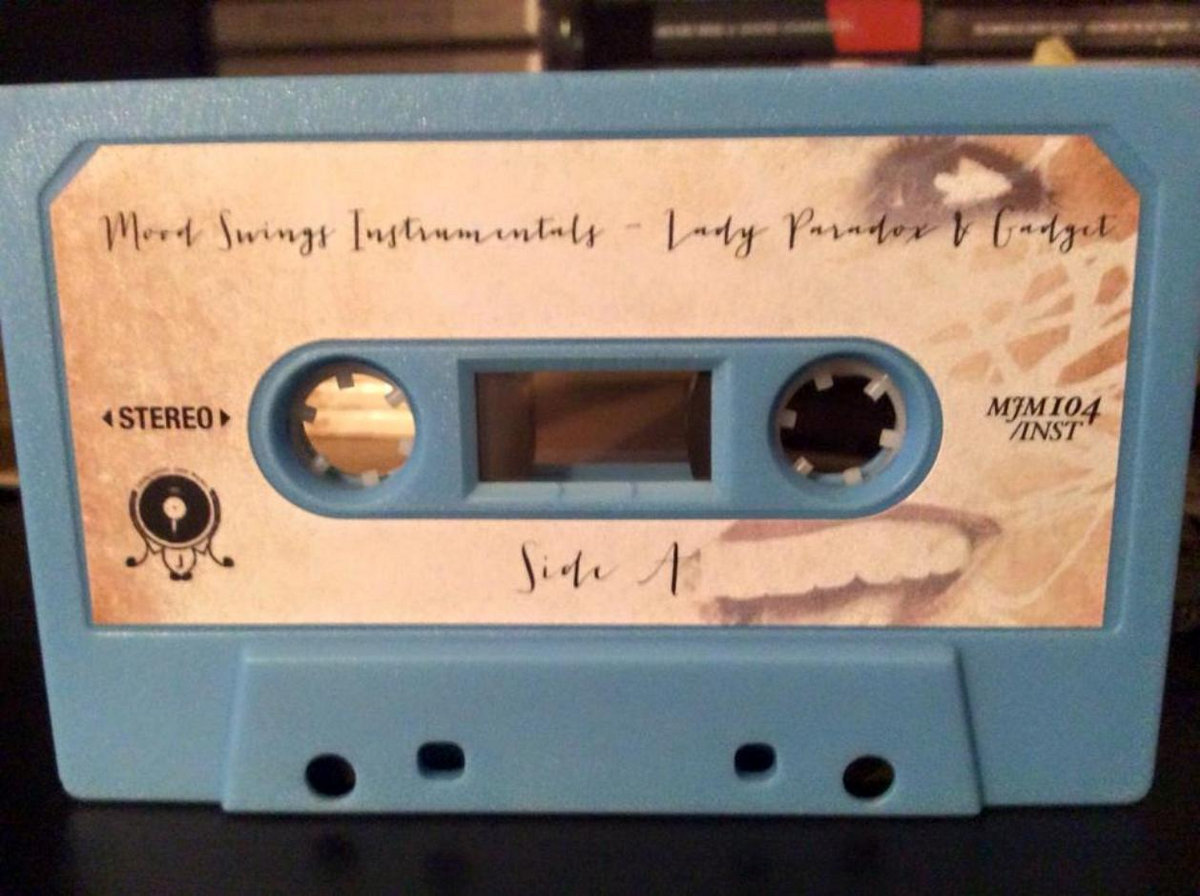 Mood Swings Instrumentals - Lady Paradox & Gadget
STEREO
MJM104
/INST
Side A